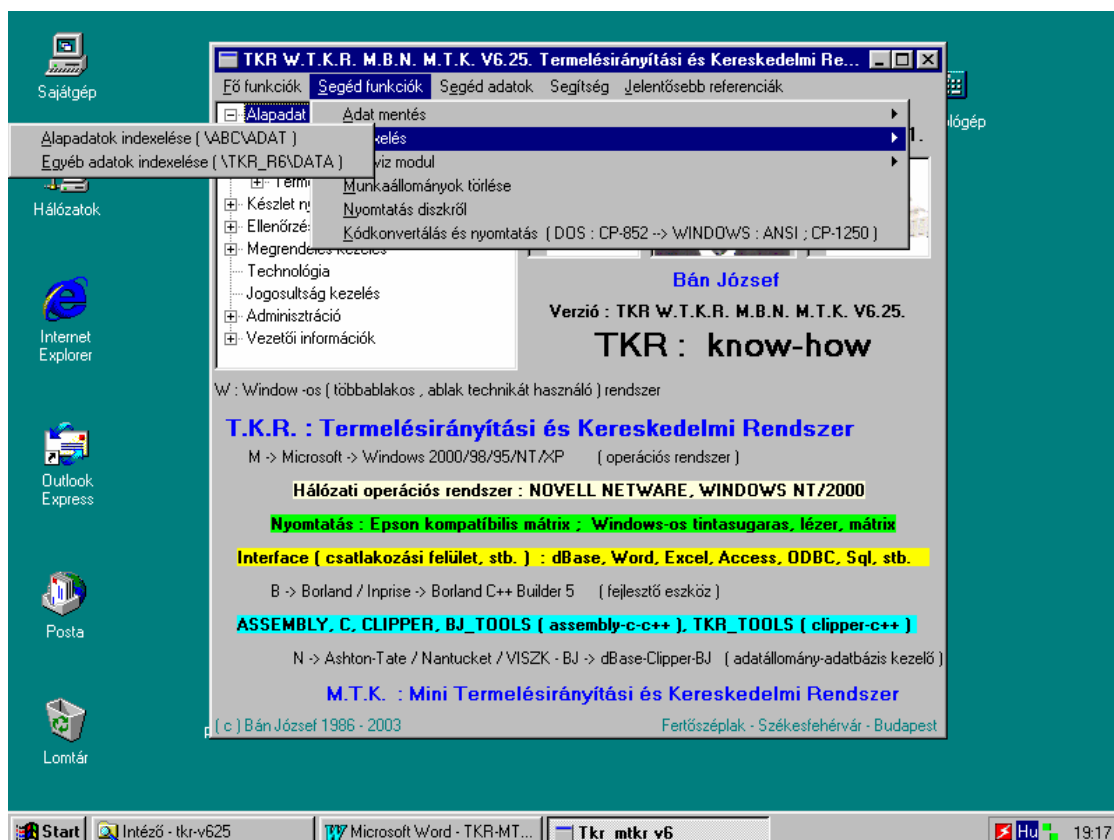 Sajátgép
Hálózatok
Internet
Explorer
Outlook
Express
Posta
Lomtár
TKR W.T.K.R. M.B.N. M.T.K. V6.25. Termelésirányítási és Kereskedelmi Re...
Fő funkciók Segéd funkciók Segéd adatok Segítség Jelentősebb referenciák
Alapadat
Adat mentés
Alapadatok indexelése ( \ABC\ADAT )
Egyéb adatok indexelése ( \TKR_R6\DATA )
modul
Munkaállományok törlése
Nyomtatás diszkről
Kódkonvertálás és nyomtatás ( DOS : CP-852 --> WINDOWS : ANSI ; CP-1250 )
Készlet
Megrendelés kezelés
Technológia
Jogosultság kezelés
Adminisztráció
Vezetői információk
Bán József
Verzió : TKR W.T.K.R. M.B.N. M.T.K. V6.25.
TKR : know-how
W : Window -os ( többablakos , ablak technikát használó ) rendszer
T.K.R. : Termelésirányítási és Kereskedelmi Rendszer
M -> Microsoft -> Windows 2000/98/95/NT/XP ( operációs rendszer )
Hálózati operációs rendszer : NOVELL NETWARE, WINDOWS NT/2000
Nyomtatás : Epson kompatíbilis mátrix ; Windows-os tintasugaras, lézer, mátrix
Interface ( csatlakozási felület, stb. ) : dBase, Word, Excel, Access, ODBC, Sql, stb.
B -> Borland / Inprise -> Borland C++ Builder 5 ( fejlesztő eszköz )
ASSEMBLY, C, CLIPPER, BJ_TOOLS ( assembly-c-c++ ), TKR_TOOLS ( clipper-c++ )
N -> Ashton-Tate / Nantucket / VISZK - BJ -> dBase-Clipper-BJ ( adatállomány-adatbázis kezelő )
M.T.K. : Mini Termelésirányítási és Kereskedelmi Rendszer
( c ) Bán József 1986 - 2003 Fertőszéplak - Székesfehérvár - Budapest
Start Intéző - tkr-v625 Microsoft Word - TKR-MT... Tkr_mtkr_v6 Hu 19:17